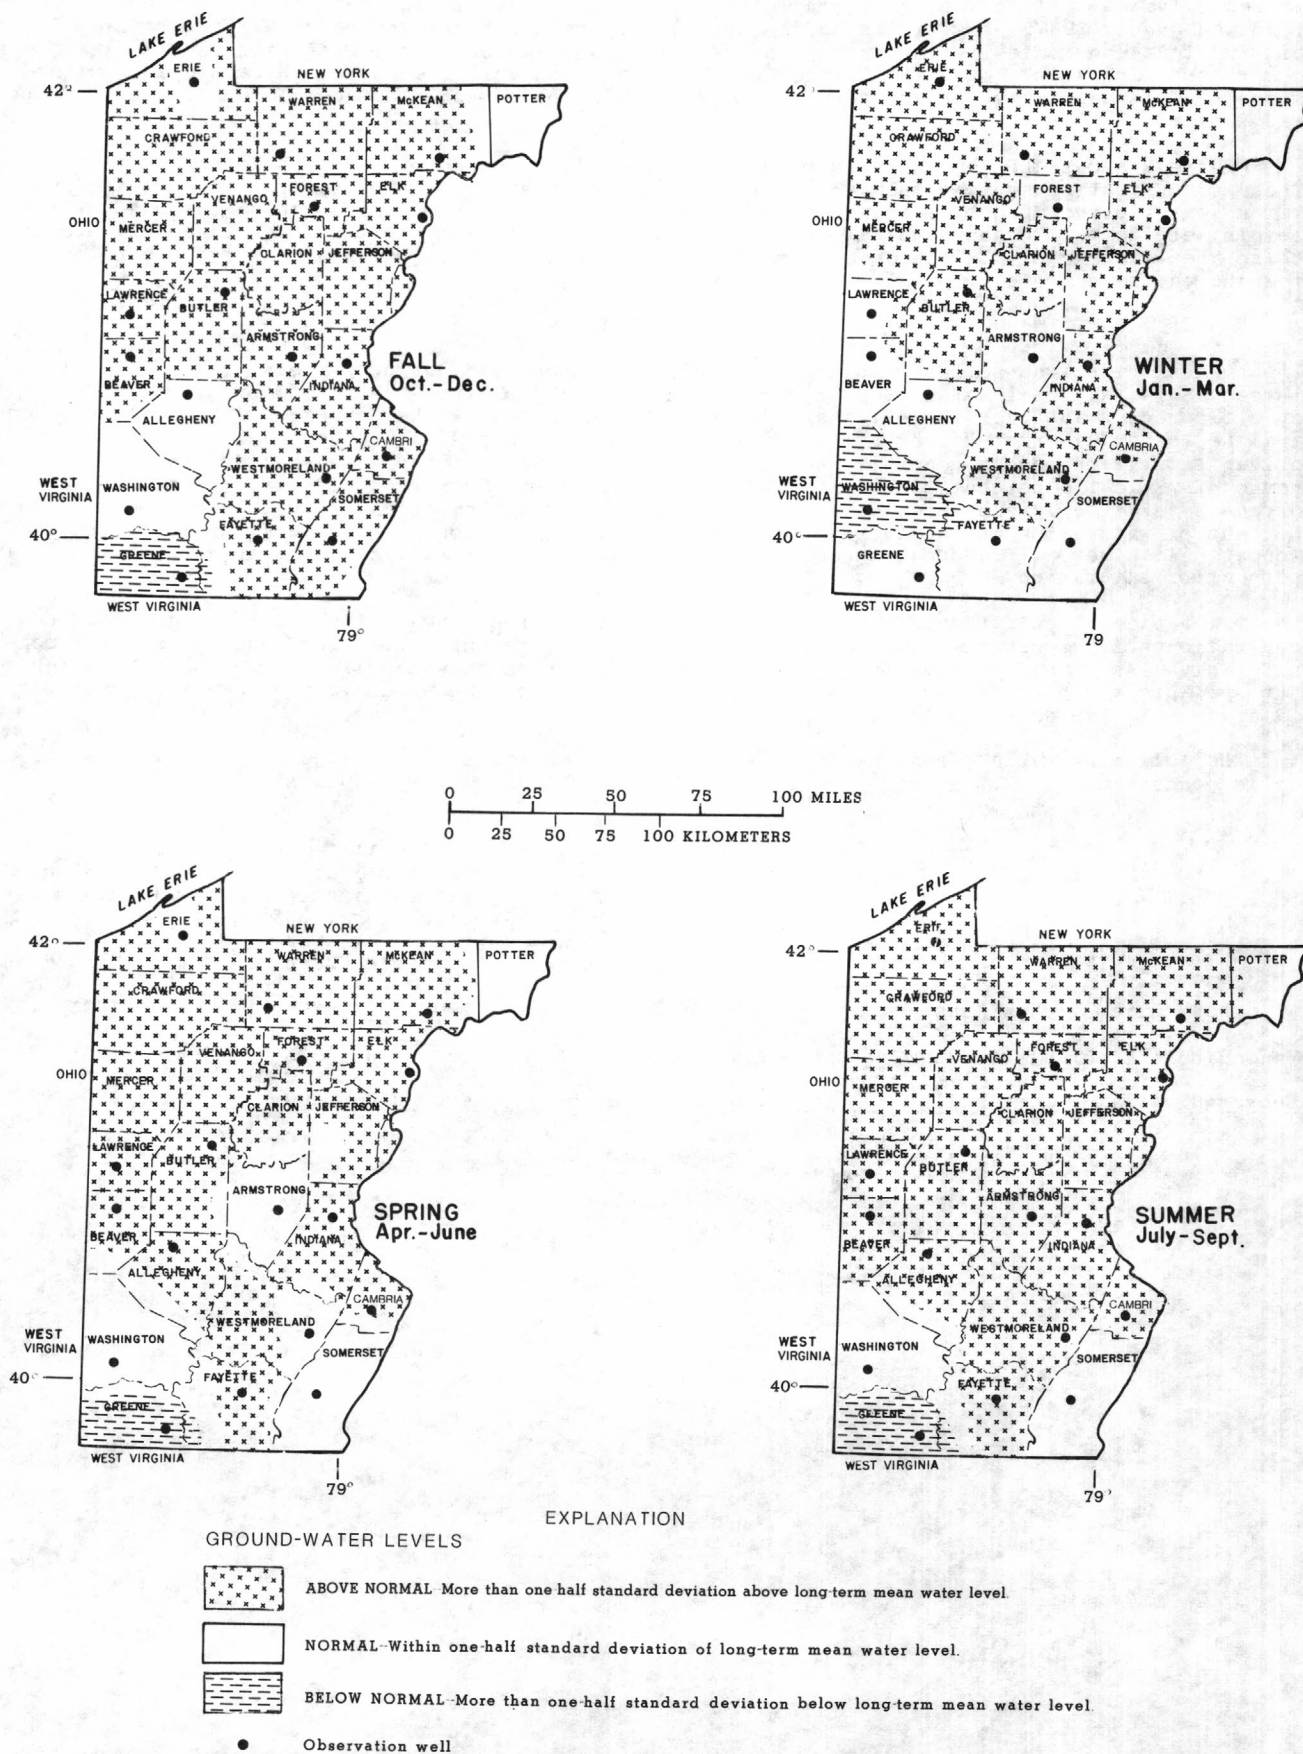 LAKE ERIE
ERIE
NEW YORK
42°
WARREN
McKEAN
POTTER
CRAWFORD
FOREST
ELK
VENANGO
OHIO
MERCER
CLARION
JEFFERSON
LAWRENCE
BUTLER
ARMSTRONG
FALL
Oct.-Dec.
BEAVER
INDIANA
ALLEGHENY
CAMBRI
WESTMORELAND
WEST
VIRGINIA
WASHINGTON
SOMERSET
FAYETTE
40°
GREENE
WEST VIRGINIA
79°
LAKE ERIE
ERIE
NEW YORK
42
WARREN
McKEAN
POTTER
CRAWFORD
FOREST
ELK
VENANGO
OHIO
MERCER
CLARION
JEFFERSON
LAWRENCE
BUTLER
ARMSTRONG
WINTER
Jan.-Mar.
BEAVER
INDIANA
ALLEGHENY
CAMBRIA
WESTMORELAND
WEST
VIRGINIA
WASHINGTON
SOMERSET
FAYETTE
40°
GREENE
WEST VIRGINIA
79
0 25 50 75 100 MILES
0 25 50 75 100 KILOMETERS
LAKE ERIE
ERIE
NEW YORK
42°
WARREN
McKEAN
POTTER
CRAWFORD
FOREST
ELK
VENANGO
OHIO
MERCER
CLARION
JEFFERSON
LAWRENCE
BUTLER
ARMSTRONG
SPRING
Apr.-June
BEAVER
INDIANA
ALLEGHENY
CAMBRIA
WESTMORELAND
WEST
VIRGINIA
WASHINGTON
SOMERSET
FAYETTE
40°
GREENE
WEST VIRGINIA
79°
LAKE ERIE
NEW YORK
42°
WARREN
McKEAN
POTTER
CRAWFORD
FOREST
ELK
VENANGO
OHIO
MERCER
CLARION
JEFFERSON
LAWRENCE
BUTLER
ARMSTRONG
SUMMER
July-Sept.
BEAVER
INDIANA
ALLEGHENY
CAMBRI
WESTMORELAND
WEST
VIRGINIA
WASHINGTON
SOMERSET
FAYETTE
40°
GREENE
WEST VIRGINIA
79
EXPLANATION
GROUND-WATER LEVELS
ABOVE NORMAL-More than one half standard deviation above long-term mean water level.
NORMAL--Within one-half standard deviation of long-term mean water level.
BELOW NORMAL--More than one-half standard deviation below long-term mean water level.
Observation well